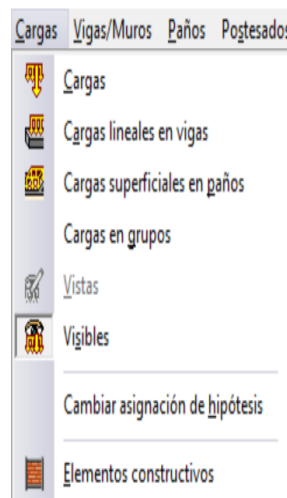 Cargas Vigas/Muros Paños Postesados
Cargas
Cargas lineales en vigas
Cargas superficiales en paños
Cargas en grupos
Vistas
Visibles
Cambiar asignación de hipótesis
Elementos constructivos